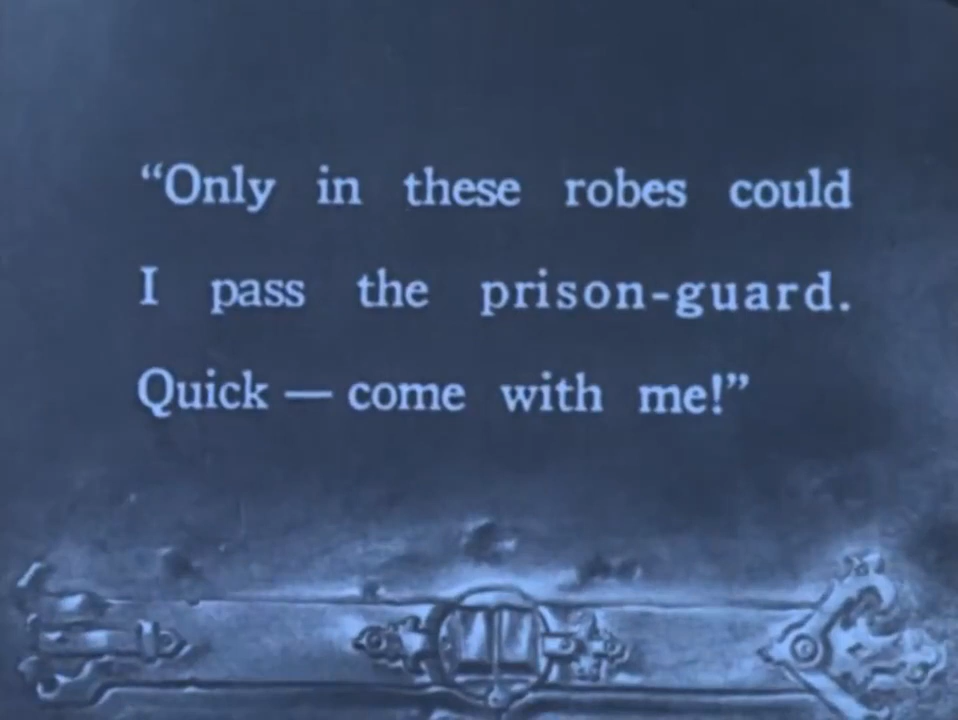 “Only in these robes could
I pass the prison-guard.
Quick — come with me!”